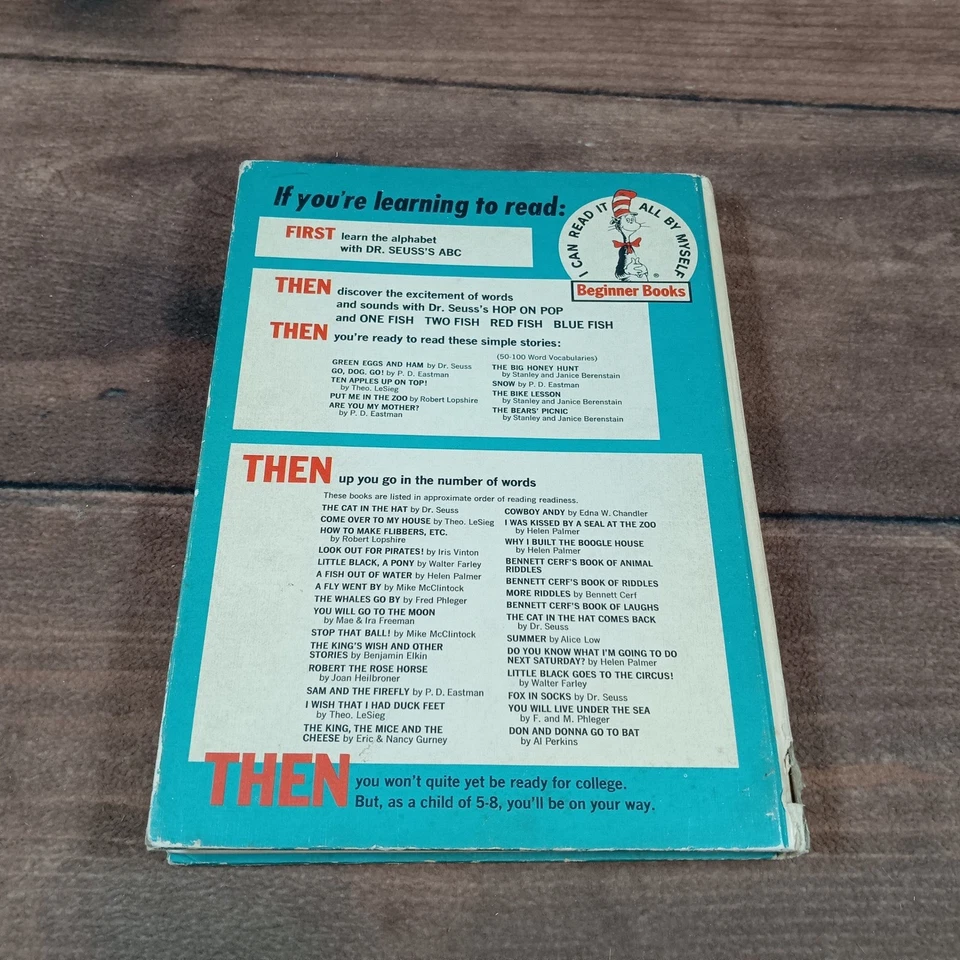 If you're learning to read:
I CAN READ IT ALL BY MYSELF
®
Beginner Books
FIRST learn the alphabet
with DR. SEUSS'S ABC
THEN discover the excitement of words
and sounds with Dr. Seuss's HOP ON POP
and ONE FISH TWO FISH RED FISH BLUE FISH
THEN you're ready to read these simple stories:
(50-100 Word Vocabularies)
GREEN EGGS AND HAM by Dr. Seuss
GO, DOG. GO! by P. D. Eastman
TEN APPLES UP ON TOP!
by Theo. LeSieg
PUT ME IN THE ZOO by Robert Lopshire
ARE YOU MY MOTHER?
by P. D. Eastman
THE BIG HONEY HUNT
by Stanley and Janice Berenstain
SNOW by P. D. Eastman
THE BIKE LESSON
by Stanley and Janice Berenstain
THE BEARS' PICNIC
by Stanley and Janice Berenstain
THEN up you go in the number of words
These books are listed in approximate order of reading readiness.
THE CAT IN THE HAT by Dr. Seuss
COME OVER TO MY HOUSE by Theo. LeSieg
HOW TO MAKE FLIBBERS, ETC.
by Robert Lopshire
LOOK OUT FOR PIRATES! by Iris Vinton
LITTLE BLACK, A PONY by Walter Farley
A FISH OUT OF WATER by Helen Palmer
A FLY WENT BY by Mike McClintock
THE WHALES GO BY by Fred Phleger
YOU WILL GO TO THE MOON
by Mae & Ira Freeman
STOP THAT BALL! by Mike McClintock
THE KING'S WISH AND OTHER
STORIES by Benjamin Elkin
ROBERT THE ROSE HORSE
by Joan Heilbroner
SAM AND THE FIREFLY by P. D. Eastman
I WISH THAT I HAD DUCK FEET
by Theo. LeSieg
THE KING, THE MICE AND THE
CHEESE by Eric & Nancy Gurney
COWBOY ANDY by Edna W. Chandler
I WAS KISSED BY A SEAL AT THE ZOO
by Helen Palmer
WHY I BUILT THE BOOGLE HOUSE
by Helen Palmer
BENNETT CERF'S BOOK OF ANIMAL
RIDDLES
BENNETT CERF'S BOOK OF RIDDLES
MORE RIDDLES by Bennett Cerf
BENNETT CERF'S BOOK OF LAUGHS
THE CAT IN THE HAT COMES BACK
by Dr. Seuss
SUMMER by Alice Low
DO YOU KNOW WHAT I'M GOING TO DO
NEXT SATURDAY? by Helen Palmer
LITTLE BLACK GOES TO THE CIRCUS!
by Walter Farley
FOX IN SOCKS by Dr. Seuss
YOU WILL LIVE UNDER THE SEA
by F. and M. Phleger
DON AND DONNA GO TO BAT
by Al Perkins
THEN you won't quite yet be ready for college.
But, as a child of 5-8, you'll be on your way.